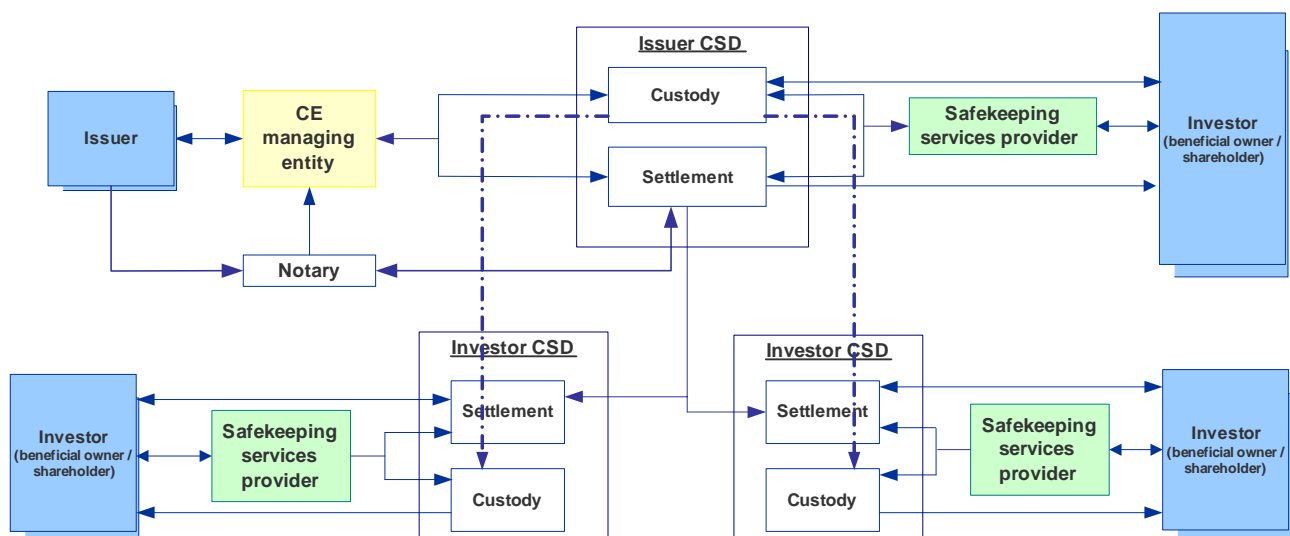 Issuer CSD
Custody
Issuer
CE
managing
entity
Safekeeping
services provider
Investor
(beneficial owner /
shareholder)
Settlement
Notary
Investor CSD
Investor CSD
Settlement
Settlement
Investor
(beneficial owner /
shareholder)
Safekeeping
services
provider
Safekeeping
services
provider
Investor
(beneficial owner /
shareholder)
Custody
Custody